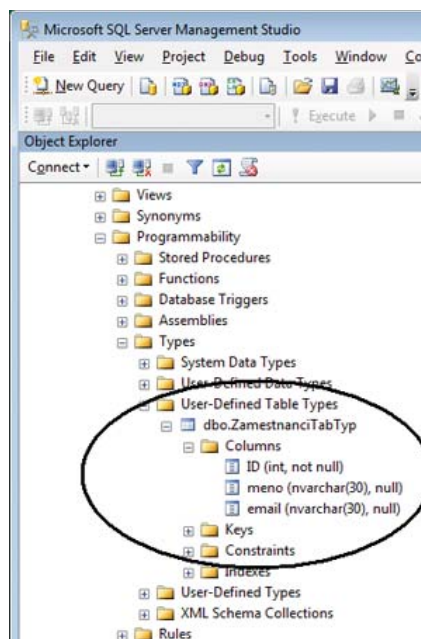 Microsoft SQL Server Management Studio
File Edit View Project Debug Tools Window
New Query
Execute
Object Explorer
Connect
Views
Synonyms
Programmability
Stored Procedures
Functions
Database Triggers
Assemblies
Types
System Data Types
User-Defined Data Types
User-Defined Table Types
dbo.ZamestnanciTabTyp
Columns
ID (int, not null)
meno (nvarchar(30), null)
email (nvarchar(30), null)
Keys
Constraints
Indexes
User-Defined Types
XML Schema Collections
Rules